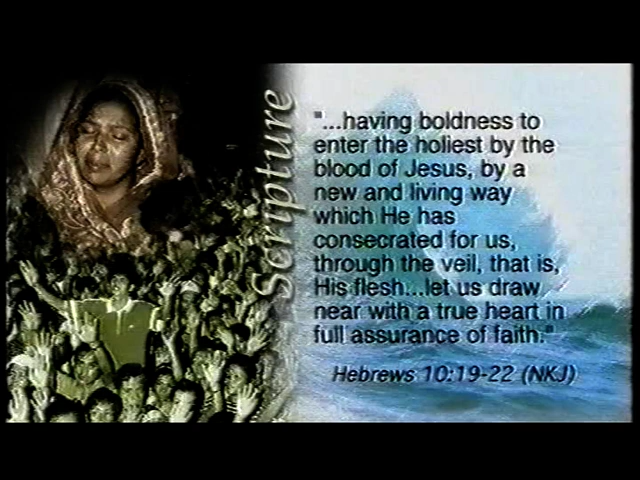 Scripture
"...having boldness to
enter the holiest by the
blood of Jesus, by a
new and living way
which He has
consecrated for us,
through the veil, that is,
His flesh...let us draw
near with a true heart in
full assurance of faith."
Hebrews 10:19-22 (NKJ)